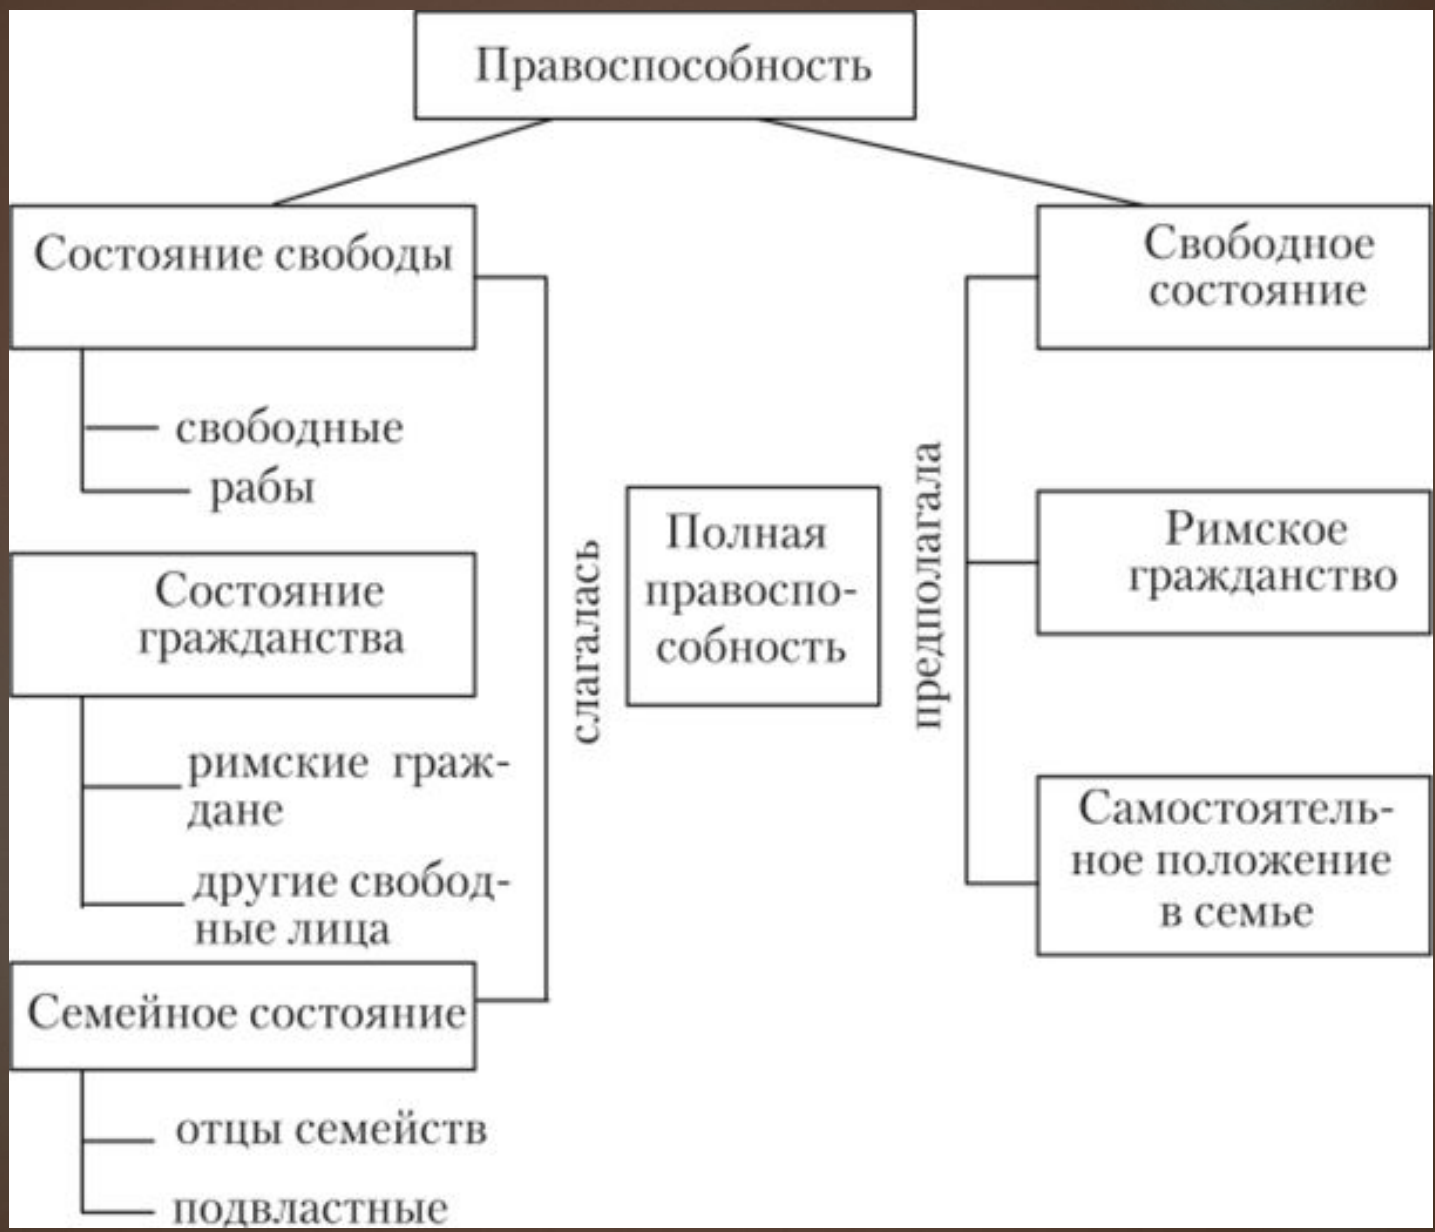 Правоспособность
Состояние свободы
свободные
рабы
Состояние
гражданства
римские граж-
дане
другие свобод-
ные лица
Семейное состояние
отцы семейств
подвластные
слагалась
Полная
правоспо-
собность
предполагала
Свободное
состояние
Римское
гражданство
Самостоятель-
ное положение
в семье